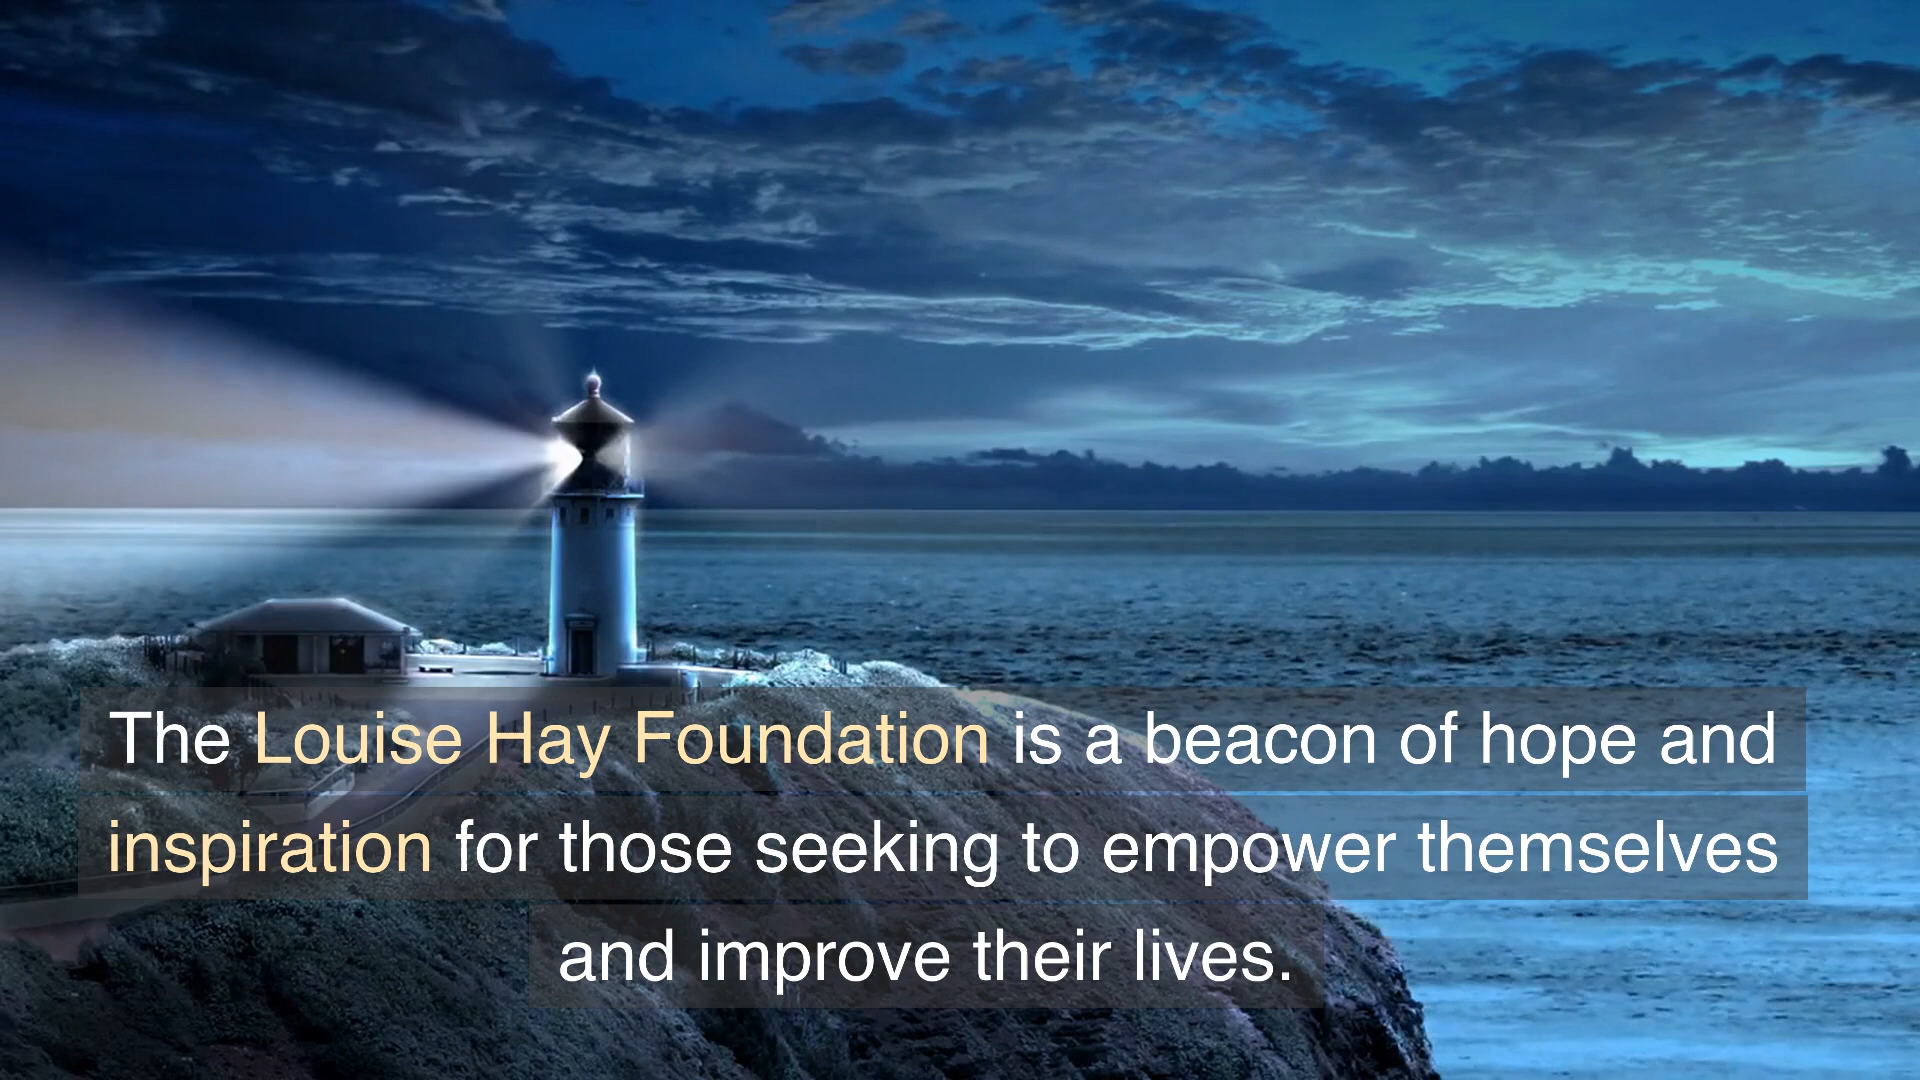 The Louise Hay Foundation is a beacon of hope and
inspiration for those seeking to empower themselves
and improve their lives.